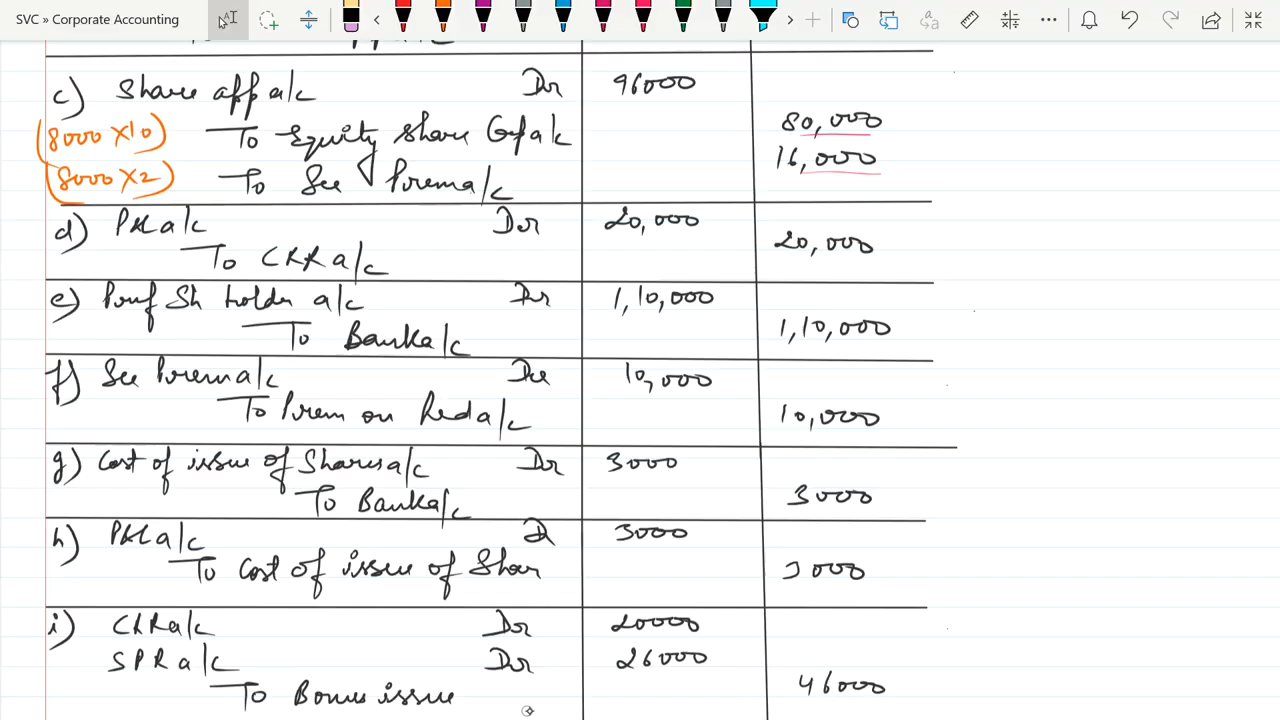 SVC » Corporate Accounting
c) Share app a/c Dr 96000
(8000 × 10) To Equity Share Cap a/c 80,000
(8000 × 2) To Sec Prem a/c 16,000
d) P&L a/c Dr 20,000
To CRR a/c 20,000
e) Pref Sh holder a/c Dr 1,10,000
To Bank a/c 1,10,000
f) Sec Prem a/c Dr 10,000
To Prem on Red a/c 10,000
g) Cost of issue of Shares a/c Dr 3000
To Bank a/c 3000
h) P&L a/c D 3000
To Cost of issue of Shar 3000
i) CRR a/c Dr 20000
SPR a/c Dr 26000
To Bonus issue 46000